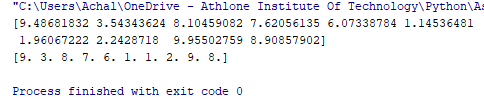 "C:\Users\Achal\OneDrive - Athlone Institute Of Technology\Python\As
[9.48681832 3.54343624 8.10459082 7.62056135 6.07338784 1.14536481
 1.96067222 2.2428718  9.95502759 8.90857902]
[9. 3. 8. 7. 6. 1. 1. 2. 9. 8.]
Process finished with exit code 0